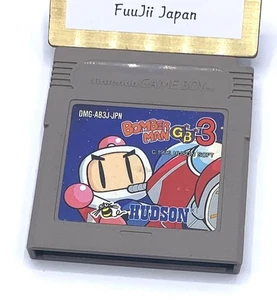 FuuJii Japan
Nintendo GAME BOY
DMG-AB3J-JPN
BOMBER
MAN GB 3
HUDSON